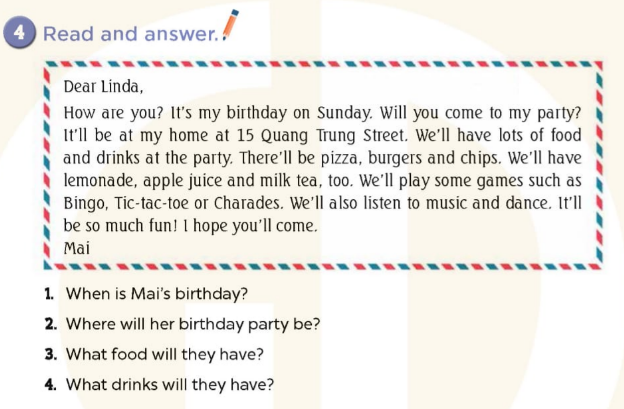 4 Read and answer.
Dear Linda,
How are you? It's my birthday on Sunday. Will you come to my party?
It'll be at my home at 15 Quang Trung Street. We'll have lots of food
and drinks at the party. There'll be pizza, burgers and chips. We'll have
lemonade, apple juice and milk tea, too. We'll play some games such as
Bingo, Tic-tac-toe or Charades. We'll also listen to music and dance. It'll
be so much fun! I hope you'll come.
Mai
1. When is Mai's birthday?
2. Where will her birthday party be?
3. What food will they have?
4. What drinks will they have?